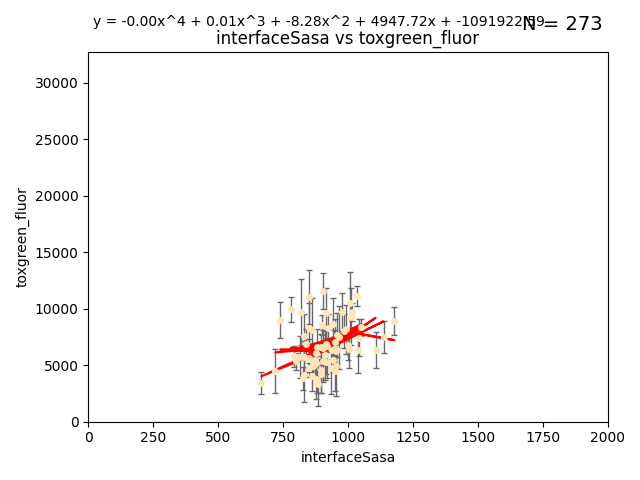 y = -0.00x^4 + 0.01x^3 + -8.28x^2 + 4947.72x + -1091922.59
N = 273
interfaceSasa vs toxgreen_fluor
30000
25000
20000
15000
10000
5000
0
toxgreen_fluor
0 250 500 750 1000 1250 1500 1750 2000
interfaceSasa